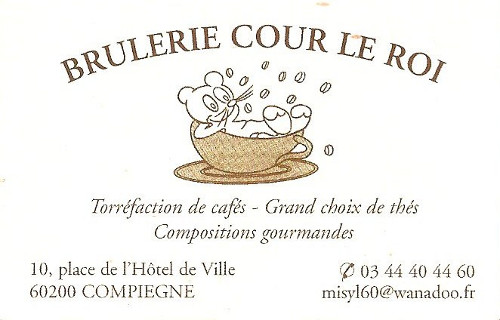 BRULERIE COUR LE ROI
Torréfaction de cafés - Grand choix de thés
Compositions gourmandes
10, place de l'Hôtel de Ville
60200 COMPIEGNE
✆ 03 44 40 44 60
misyl60@wanadoo.fr